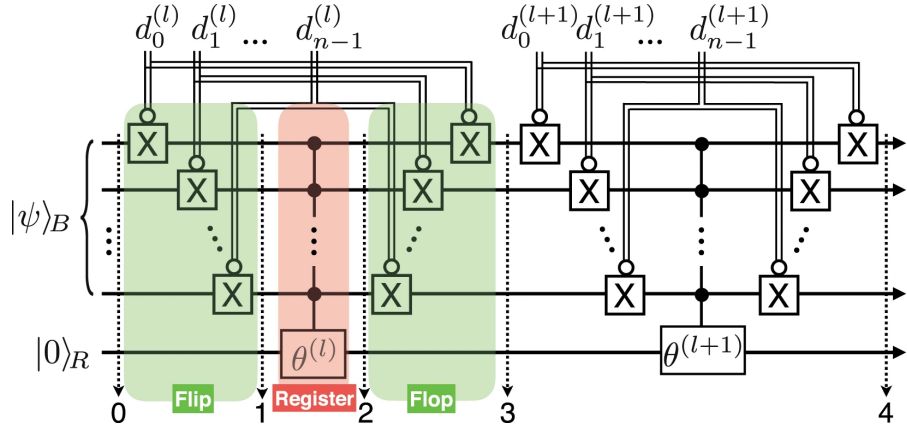 d_0^{(l)} d_1^{(l)} ... d_{n-1}^{(l)} d_0^{(l+1)} d_1^{(l+1)} ... d_{n-1}^{(l+1)}
X X X X
X X X X
|ψ⟩_B
X X X X
|0⟩_R θ^{(l)} θ^{(l+1)}
Flip Register Flop
0 1 2 3 4